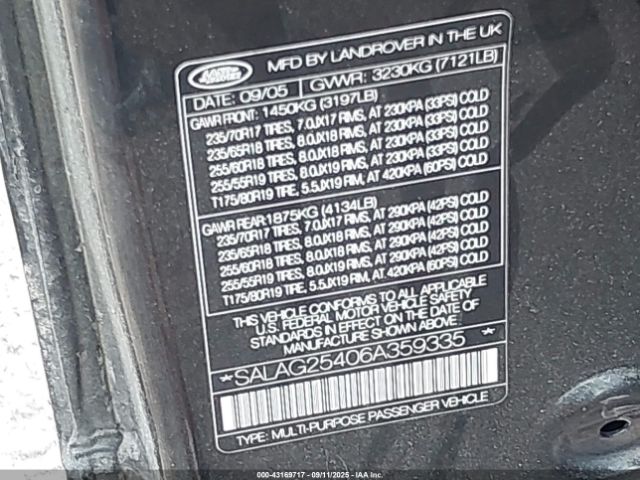 LAND ROVER
MFD BY LANDROVER IN THE UK
DATE: 09/05 GVWR: 3230KG (7121LB)
GAWR FRONT: 1450KG (3197LB)
235/70R17 TIRES, 7.0JX17 RIMS, AT 230KPA (33PSI) COLD
235/65R18 TIRES, 8.0JX18 RIMS, AT 230KPA (33PSI) COLD
255/60R18 TIRES, 8.0JX18 RIMS, AT 230KPA (33PSI) COLD
255/55R19 TIRES, 8.0JX19 RIMS, AT 230KPA (33PSI) COLD
T175/80R19 TIRE, 5.5JX19 RIM, AT 420KPA (60PSI) COLD
GAWR REAR: 1875KG (4134LB)
235/70R17 TIRES, 7.0JX17 RIMS, AT 290KPA (42PSI) COLD
235/65R18 TIRES, 8.0JX18 RIMS, AT 290KPA (42PSI) COLD
255/60R18 TIRES, 8.0JX18 RIMS, AT 290KPA (42PSI) COLD
255/55R19 TIRES, 8.0JX19 RIMS, AT 290KPA (42PSI) COLD
T175/80R19 TIRE, 5.5JX19 RIM, AT 420KPA (60PSI) COLD
THIS VEHICLE CONFORMS TO ALL APPLICABLE
U.S. FEDERAL MOTOR VEHICLE SAFETY
STANDARDS IN EFFECT ON THE DATE OF
MANUFACTURE SHOWN ABOVE.
*SALAG25406A359335*
TYPE: MULTI-PURPOSE PASSENGER VEHICLE
000-43169717 - 09/11/2025 - IAAI.com